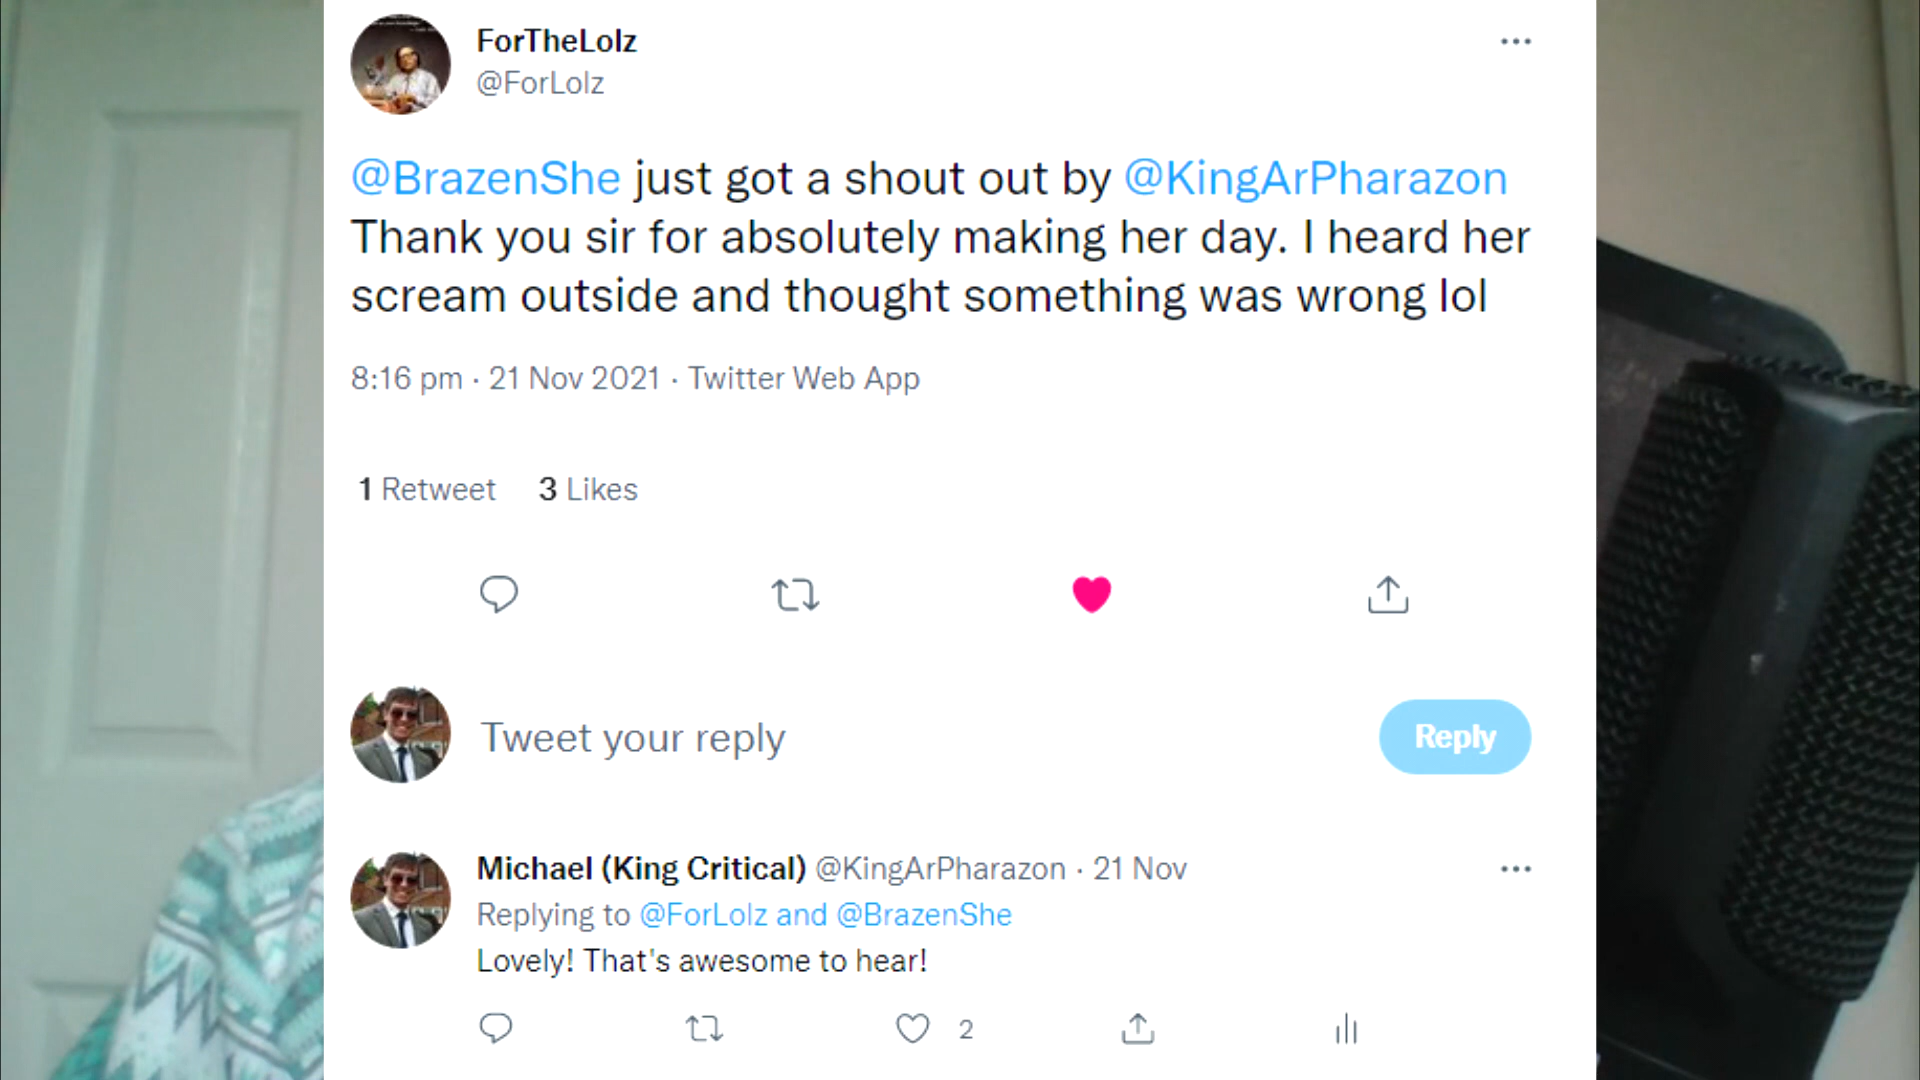 ForTheLolz
@ForLolz
@BrazenShe just got a shout out by @KingArPharazon
Thank you sir for absolutely making her day. I heard her
scream outside and thought something was wrong lol
8:16 pm · 21 Nov 2021 · Twitter Web App
1 Retweet 3 Likes
Tweet your reply
Reply
Michael (King Critical) @KingArPharazon · 21 Nov
Replying to @ForLolz and @BrazenShe
Lovely! That's awesome to hear!
2